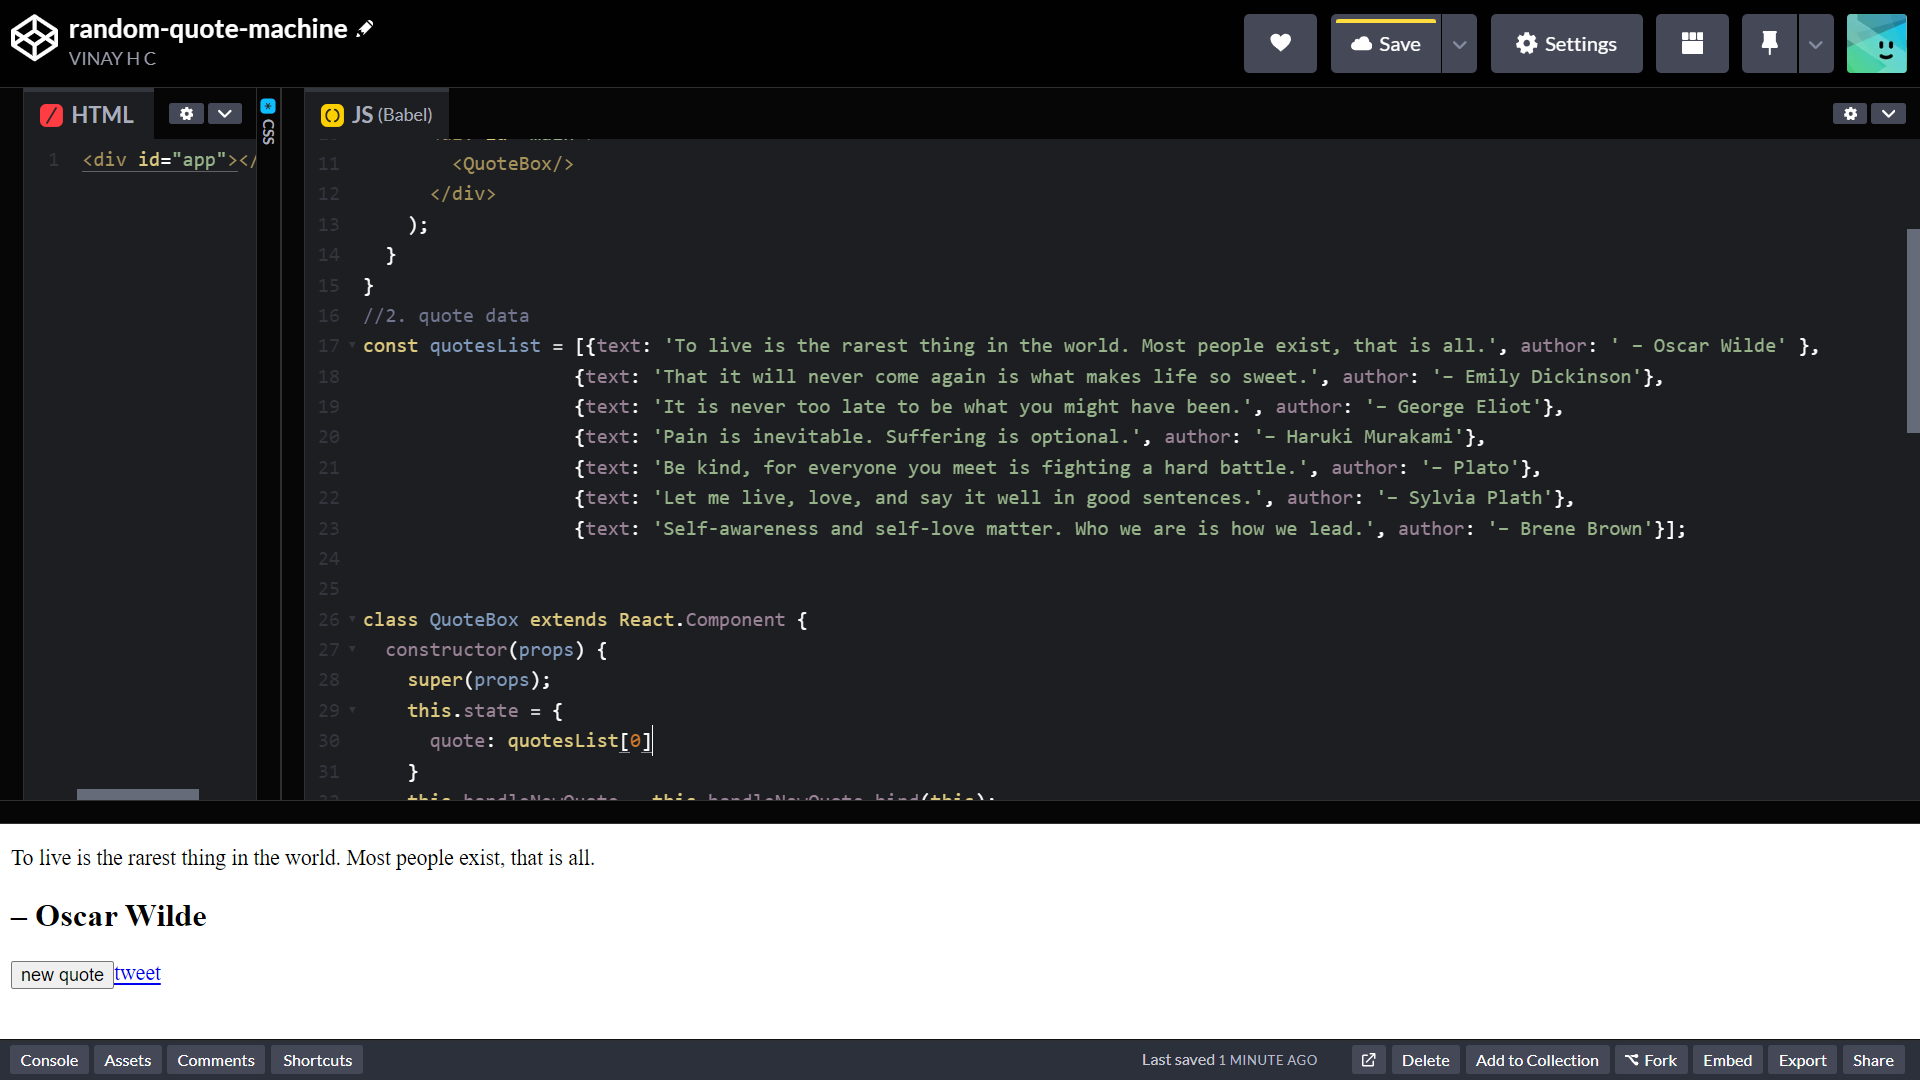 random-quote-machine
VINAY H C
Save
Settings
HTML
CSS
JS (Babel)
1 <div id="app"></
11 <QuoteBox/>
12 </div>
13 );
14 }
15 }
16 //2. quote data
17 const quotesList = [{text: 'To live is the rarest thing in the world. Most people exist, that is all.', author: ' – Oscar Wilde' },
18 {text: 'That it will never come again is what makes life so sweet.', author: '– Emily Dickinson'},
19 {text: 'It is never too late to be what you might have been.', author: '– George Eliot'},
20 {text: 'Pain is inevitable. Suffering is optional.', author: '– Haruki Murakami'},
21 {text: 'Be kind, for everyone you meet is fighting a hard battle.', author: '– Plato'},
22 {text: 'Let me live, love, and say it well in good sentences.', author: '– Sylvia Plath'},
23 {text: 'Self-awareness and self-love matter. Who we are is how we lead.', author: '– Brene Brown'}];
24
25
26 class QuoteBox extends React.Component {
27 constructor(props) {
28 super(props);
29 this.state = {
30 quote: quotesList[0]
31 }
32 this.handleNewQuote = this.handleNewQuote.bind(this);
To live is the rarest thing in the world. Most people exist, that is all.
– Oscar Wilde
new quote tweet
Console Assets Comments Shortcuts Last saved 1 MINUTE AGO Delete Add to Collection Fork Embed Export Share